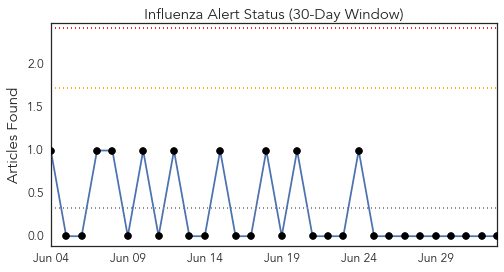 Influenza Alert Status (30-Day Window)
Articles Found
2.0
1.5
1.0
0.5
0.0
Jun 04 Jun 09 Jun 14 Jun 19 Jun 24 Jun 29